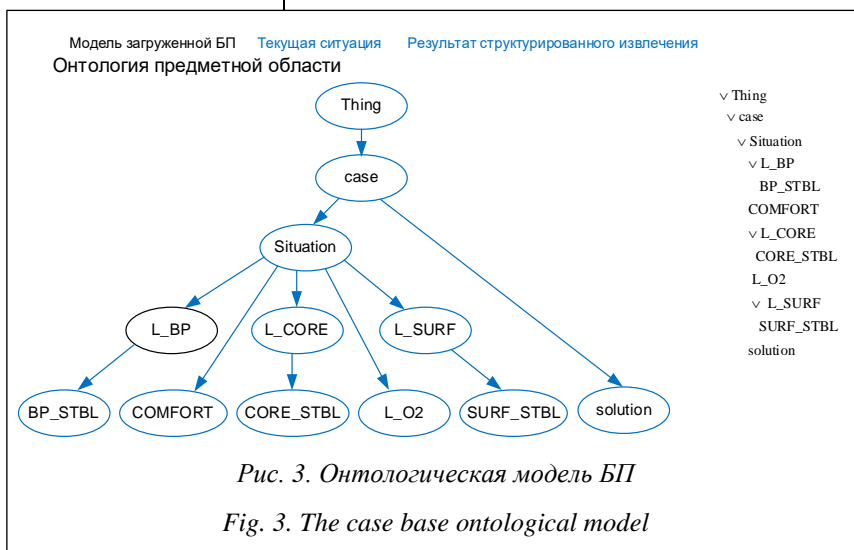 Модель загруженной БП Текущая ситуация Результат структурированного извлечения
Онтология предметной области
Thing
case
Situation
L_BP L_CORE L_SURF
BP_STBL COMFORT CORE_STBL L_O2 SURF_STBL solution
∨ Thing
∨ case
∨ Situation
∨ L_BP
BP_STBL
COMFORT
∨ L_CORE
CORE_STBL
L_O2
∨ L_SURF
SURF_STBL
solution
Рис. 3. Онтологическая модель БП
Fig. 3. The case base ontological model